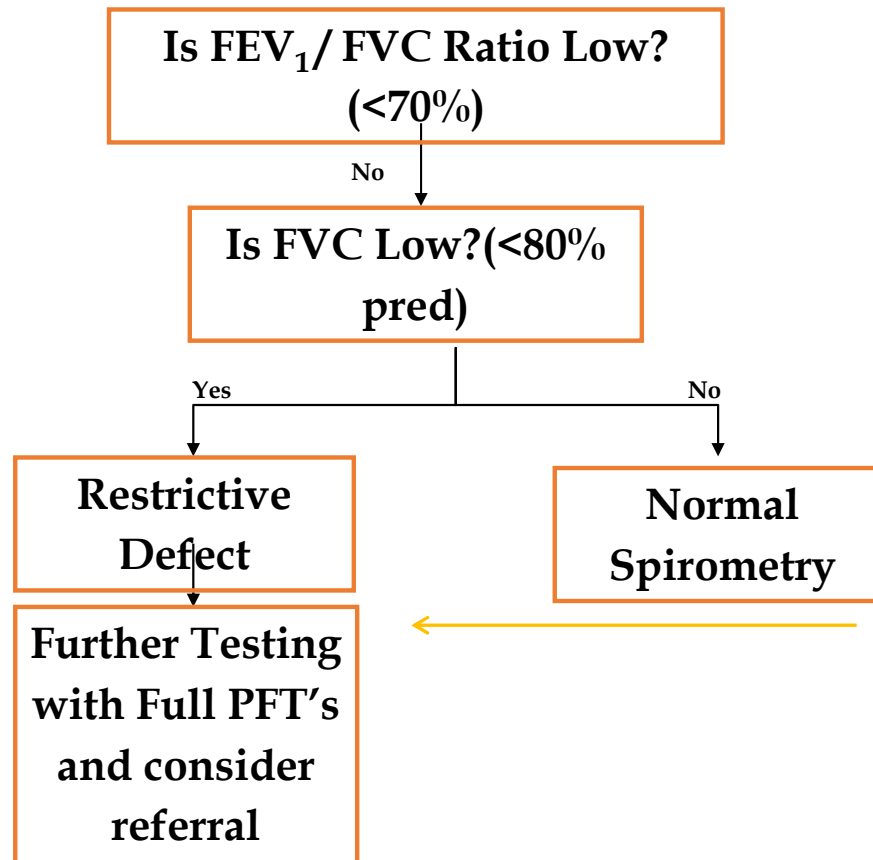 Is FEV₁/ FVC Ratio Low?
(<70%)
No
Is FVC Low?(<80%
pred)
Yes
No
Restrictive
Defect
Normal
Spirometry
Further Testing
with Full PFT’s
and consider
referral